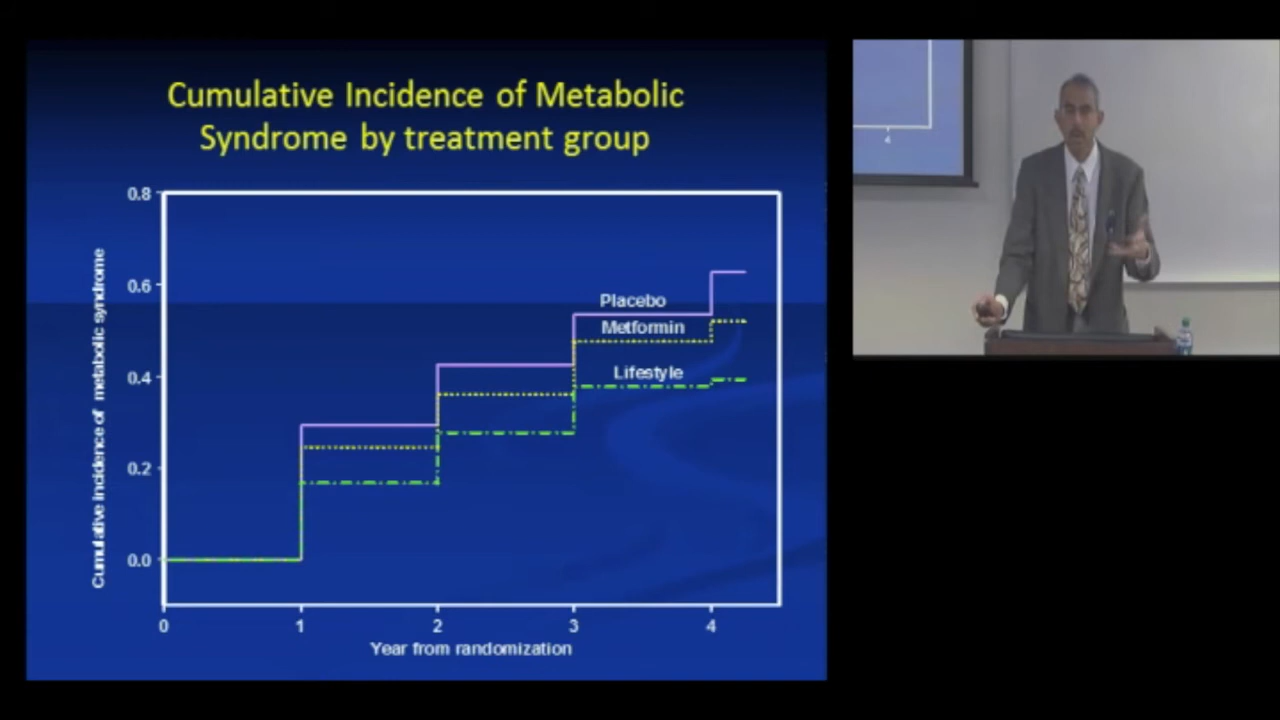 Cumulative Incidence of Metabolic
Syndrome by treatment group
Cumulative incidence of metabolic syndrome
0.8
0.6
0.4
0.2
0.0
Placebo
Metformin
Lifestyle
0 1 2 3 4
Year from randomization
4